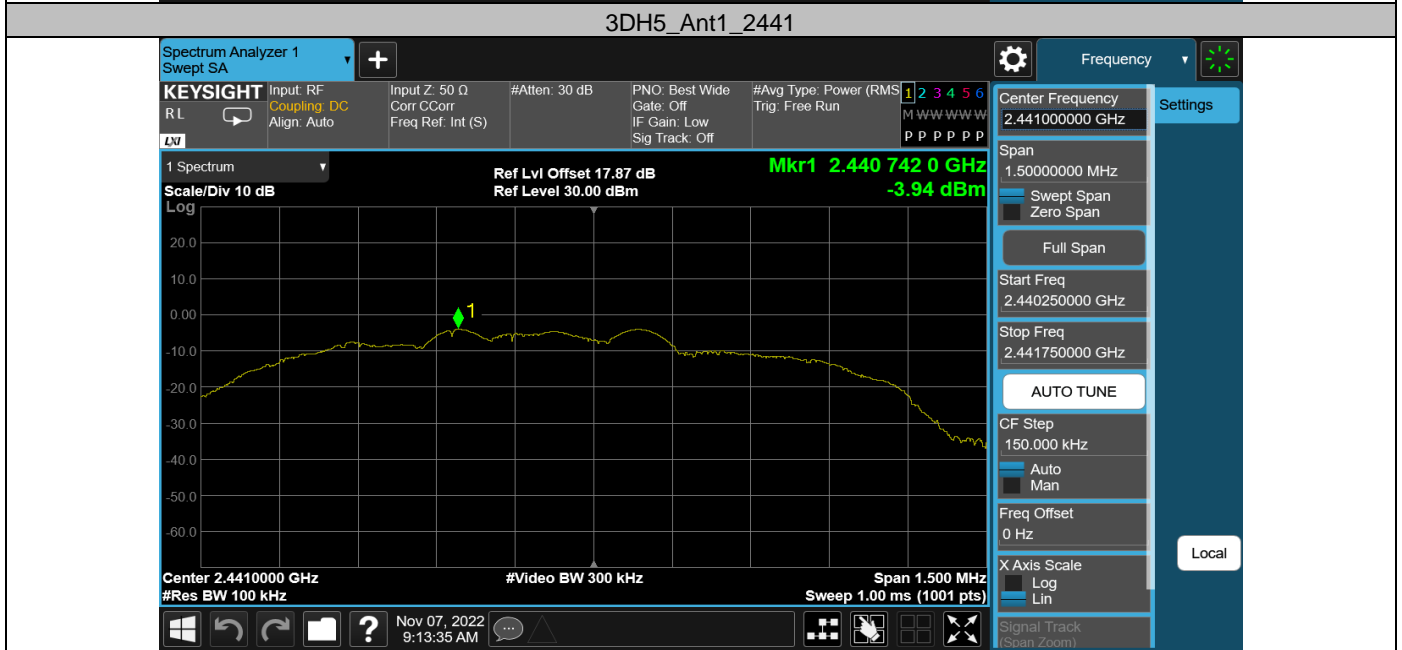 3DH5_Ant1_2441
Spectrum Analyzer 1
Swept SA
Frequency
KEYSIGHT
RL
LXI
Input: RF
Coupling: DC
Align: Auto
Input Z: 50 Ω
Corr CCorr
Freq Ref: Int (S)
#Atten: 30 dB
PNO: Best Wide
Gate: Off
IF Gain: Low
Sig Track: Off
#Avg Type: Power (RMS
Trig: Free Run
1 2 3 4 5 6
M W W W W W
P P P P P P
1 Spectrum
Scale/Div 10 dB
Ref Lvl Offset 17.87 dB
Ref Level 30.00 dBm
Mkr1 2.440 742 0 GHz
-3.94 dBm
Log
20.0
10.0
0.00
-10.0
-20.0
-30.0
-40.0
-50.0
-60.0
1
Center 2.4410000 GHz
#Res BW 100 kHz
#Video BW 300 kHz
Span 1.500 MHz
Sweep 1.00 ms (1001 pts)
Nov 07, 2022
9:13:35 AM
Center Frequency
2.441000000 GHz
Span
1.50000000 MHz
Swept Span
Zero Span
Full Span
Start Freq
2.440250000 GHz
Stop Freq
2.441750000 GHz
AUTO TUNE
CF Step
150.000 kHz
Auto
Man
Freq Offset
0 Hz
X Axis Scale
Log
Lin
Signal Track
(Span Zoom)
Settings
Local